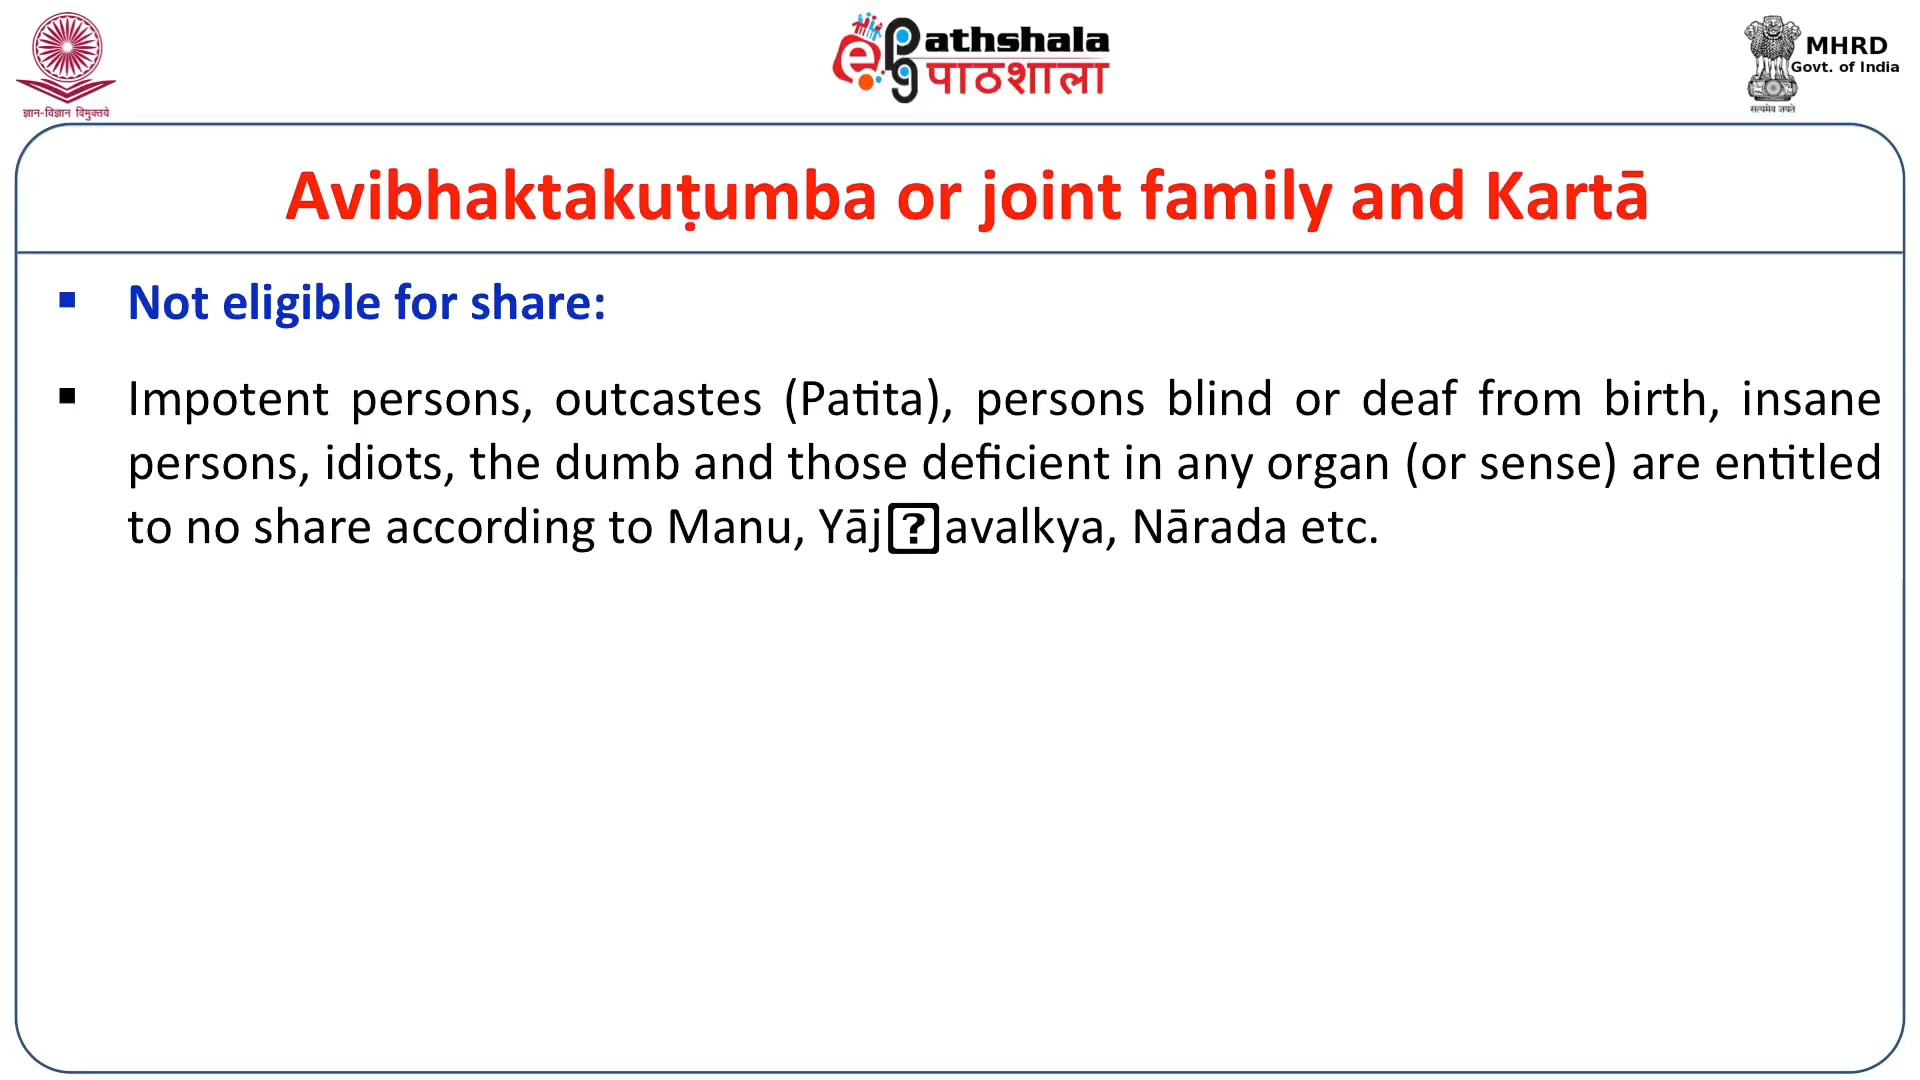 ज्ञान-विज्ञान विमुक्तये
ePathshala
पाठशाला
MHRD
Govt. of India
सत्यमेव जयते
Avibhaktakuṭumba or joint family and Kartā
▪ Not eligible for share:
▪ Impotent persons, outcastes (Patita), persons blind or deaf from birth, insane
persons, idiots, the dumb and those deficient in any organ (or sense) are entitled
to no share according to Manu, Yāj�avalkya, Nārada etc.